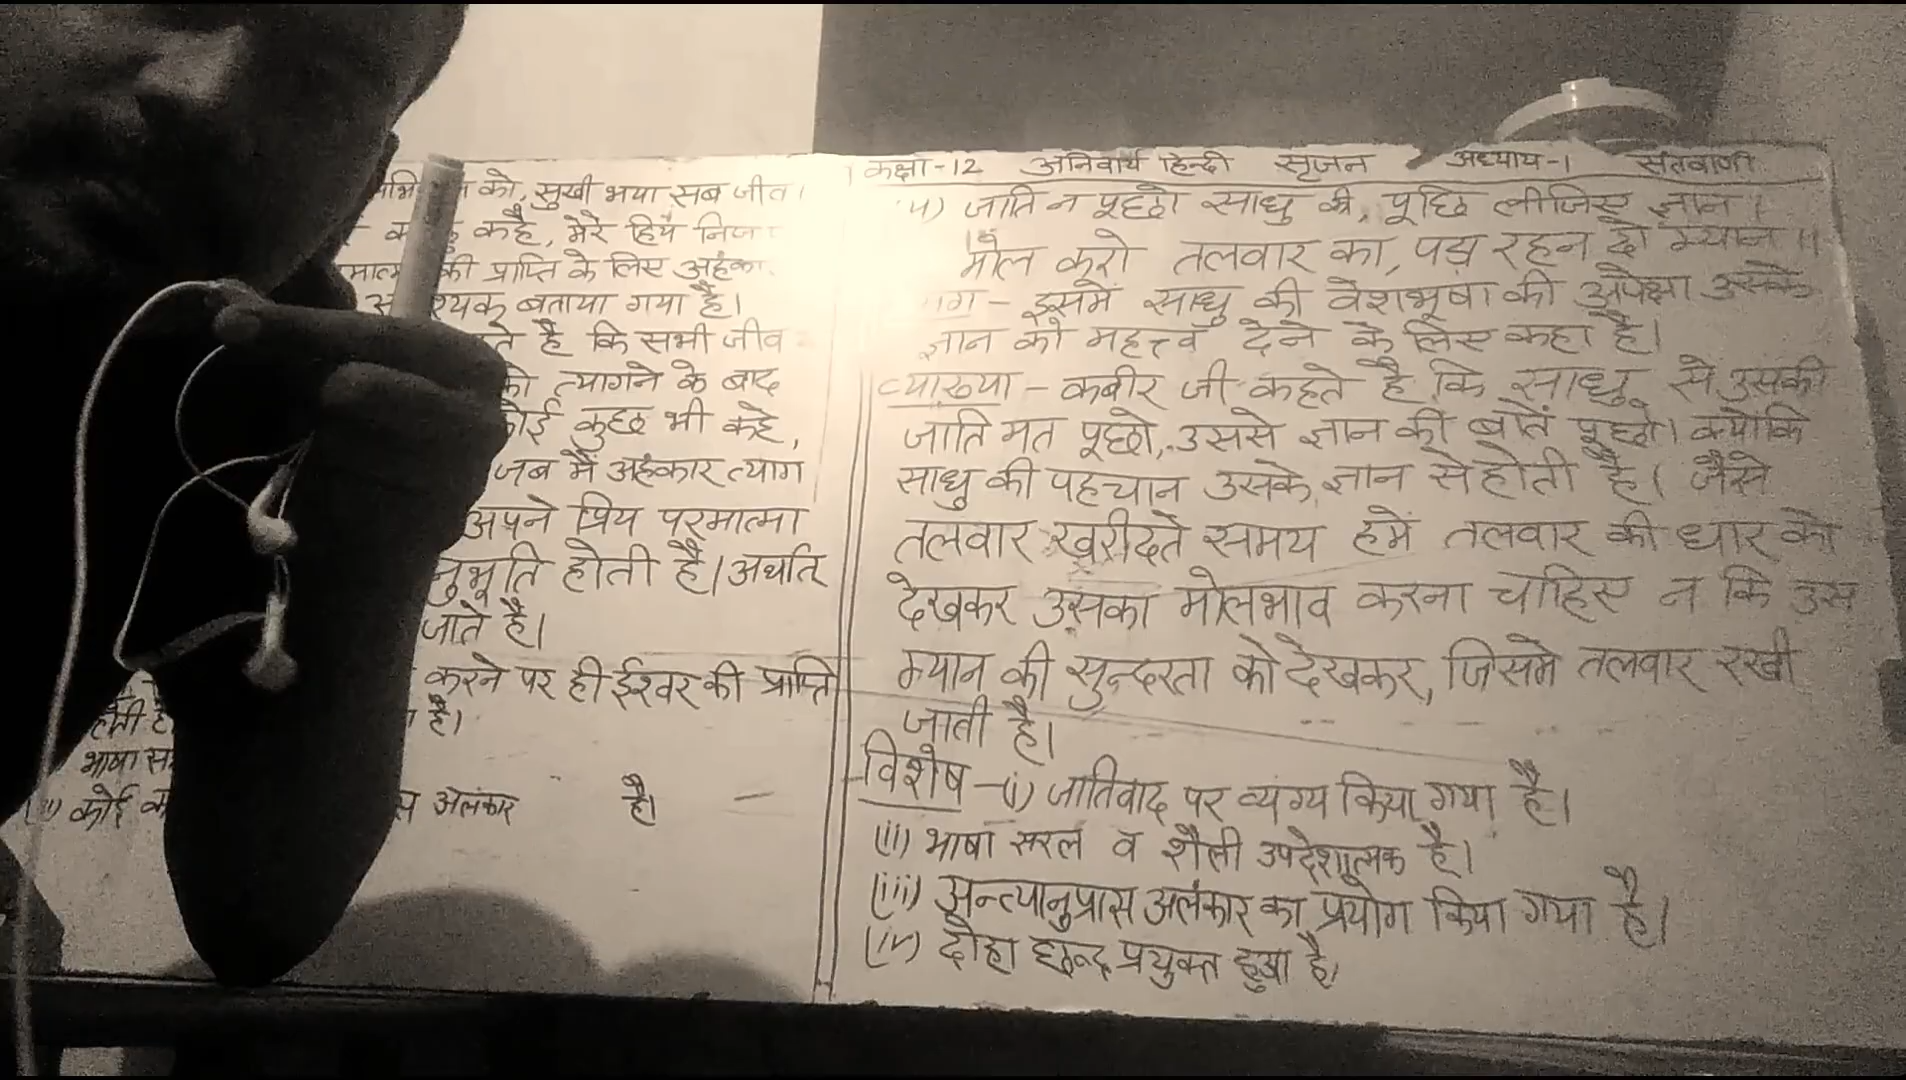 कक्षा-12 अनिवार्य हिन्दी सृजन अध्याय-1 संतवाणी
को, सुखी भया सब जीव।
कहै, मेरे हियै निज
की प्राप्ति के लिए अहंका
श्यक बताया गया है।
ते है कि सभी जीव
को त्यागने के बाद
कोई कुछ भी कहे,
जब मैं अहंकार त्याग
अपने प्रिय परमात्मा
नुभूति होती है। अर्थात
जाते है।
करने पर ही ईश्वर की प्राप्ति
होती है
है।
भाषा स
(ii) कोई क
अलंकार है।
जाति न पूछो साधु की, पूछि लीजिए ज्ञान।
मोल करो तलवार का, पड़ा रहन दो म्यान॥
इसमें साधु की वेशभूषा की अपेक्षा उसके
ज्ञान को महत्त्व देने के लिए कहा है।
व्याख्या - कबीर जी कहते है कि साधु से उसकी
जाति मत पूछो, उससे ज्ञान की बातें पूछो। क्योकि
साधु की पहचान उसके ज्ञान से होती है। जैसे
तलवार खरीदते समय हमें तलवार की धार को
देखकर उसका मोलभाव करना चाहिए न कि उस
म्यान की सुन्दरता को देखकर, जिसमे तलवार रखी
जाती है।
विशेष - (i) जातिवाद पर व्यंग्य किया गया है।
(ii) भाषा सरल व शैली उपदेशात्मक है।
(iii) अन्त्यानुप्रास अलंकार का प्रयोग किया गया है।
(iv) दोहा छन्द प्रयुक्त हुआ है।